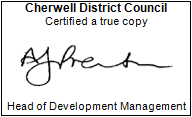 Cherwell District Council
Certified a true copy
Head of Development Management